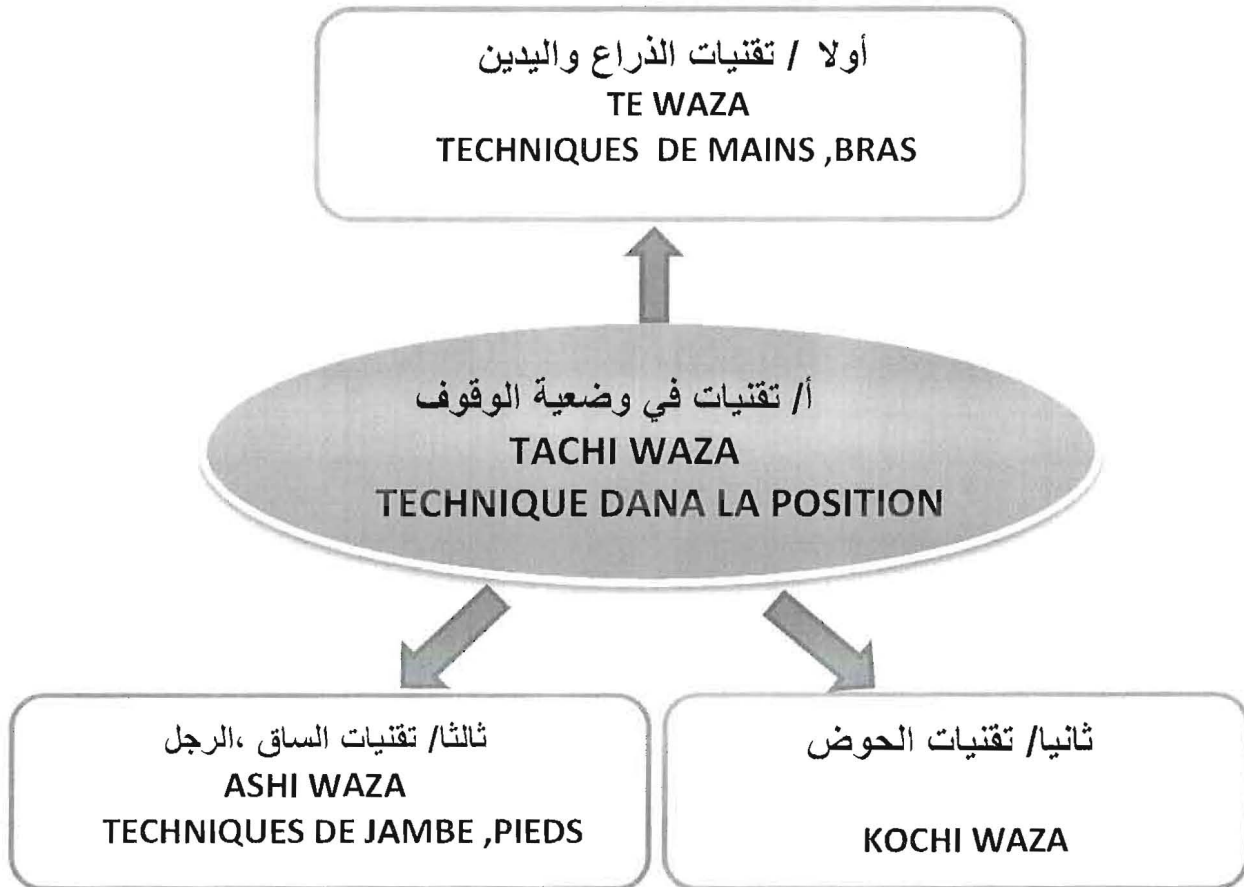 أولا / تقنيات الذراع واليدين
TE WAZA
TECHNIQUES DE MAINS ,BRAS
أ/ تقنيات في وضعية الوقوف
TACHI WAZA
TECHNIQUE DANA LA POSITION
ثانيا/ تقنيات الحوض
KOCHI WAZA
ثالثا/ تقنيات الساق ،الرجل
ASHI WAZA
TECHNIQUES DE JAMBE ,PIEDS